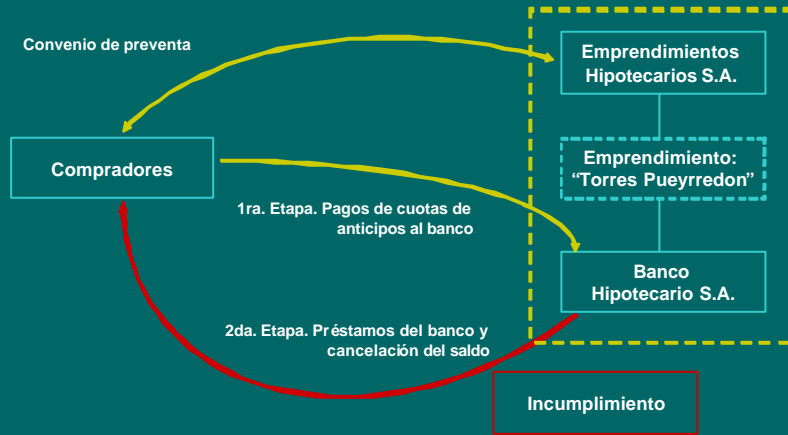 Convenio de preventa
Emprendimientos
Hipotecarios S.A.
Compradores
Emprendimiento:
“Torres Pueyrredon”
1ra. Etapa. Pagos de cuotas de
anticipos al banco
Banco
Hipotecario S.A.
2da. Etapa. Préstamos del banco y
cancelación del saldo
Incumplimiento